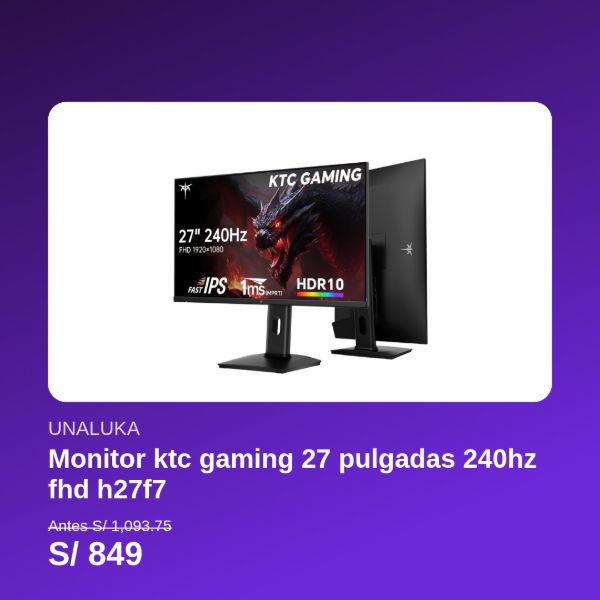 KTC GAMING
27" 240Hz
FHD 1920×1080
FAST IPS 1ms (MPRT) HDR10
UNALUKA
Monitor ktc gaming 27 pulgadas 240hz
fhd h27f7
Antes S/ 1,093.75
S/ 849